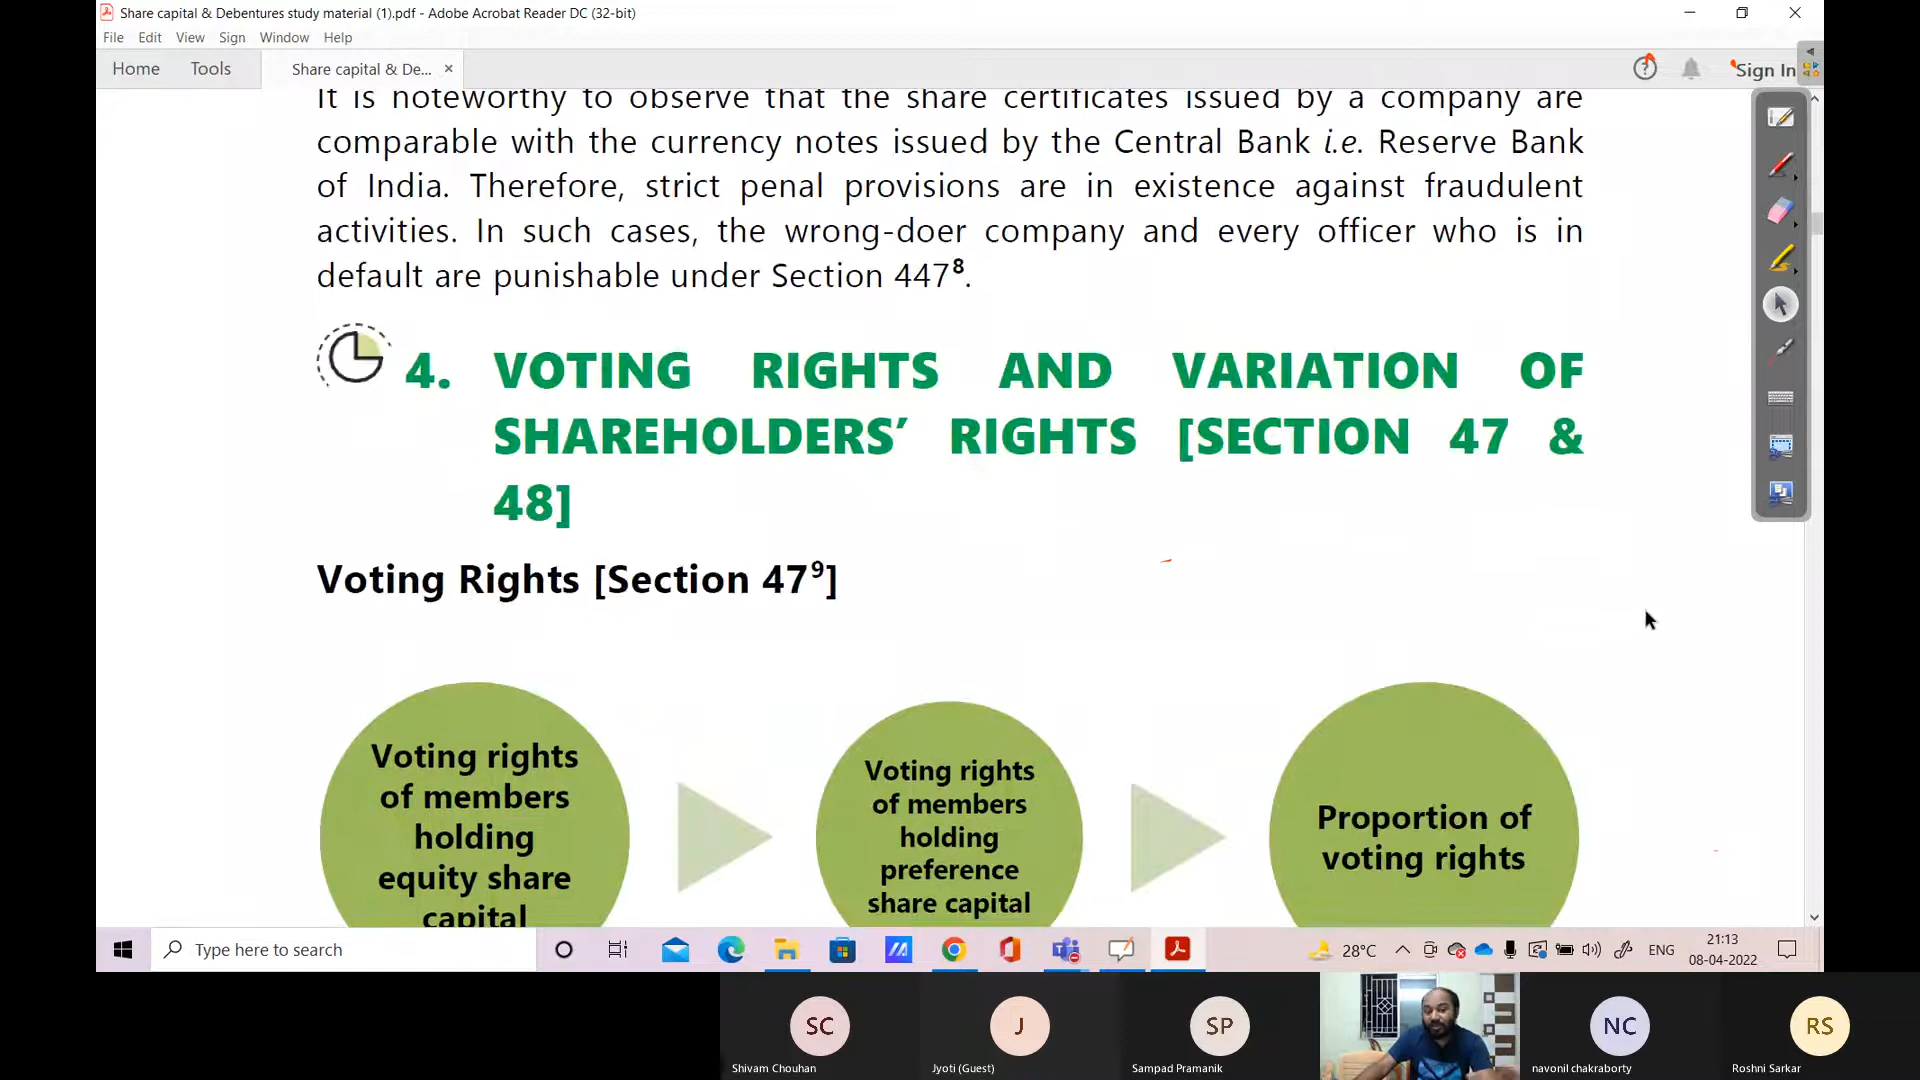 Share capital & Debentures study material (1).pdf - Adobe Acrobat Reader DC (32-bit)
File Edit View Sign Window Help
Home Tools Share capital & De... × Sign In
It is noteworthy to observe that the share certificates issued by a company are
comparable with the currency notes issued by the Central Bank i.e. Reserve Bank
of India. Therefore, strict penal provisions are in existence against fraudulent
activities. In such cases, the wrong-doer company and every officer who is in
default are punishable under Section 447⁸.
4. VOTING RIGHTS AND VARIATION OF
SHAREHOLDERS’ RIGHTS [SECTION 47 &
48]
Voting Rights [Section 47⁹]
Voting rights
of members
holding
equity share
capital
Voting rights
of members
holding
preference
share capital
Proportion of
voting rights
Type here to search
28°C
ENG
21:13
08-04-2022
SC
J
SP
NC
RS
Shivam Chouhan
Jyoti (Guest)
Sampad Pramanik
navonil chakraborty
Roshni Sarkar